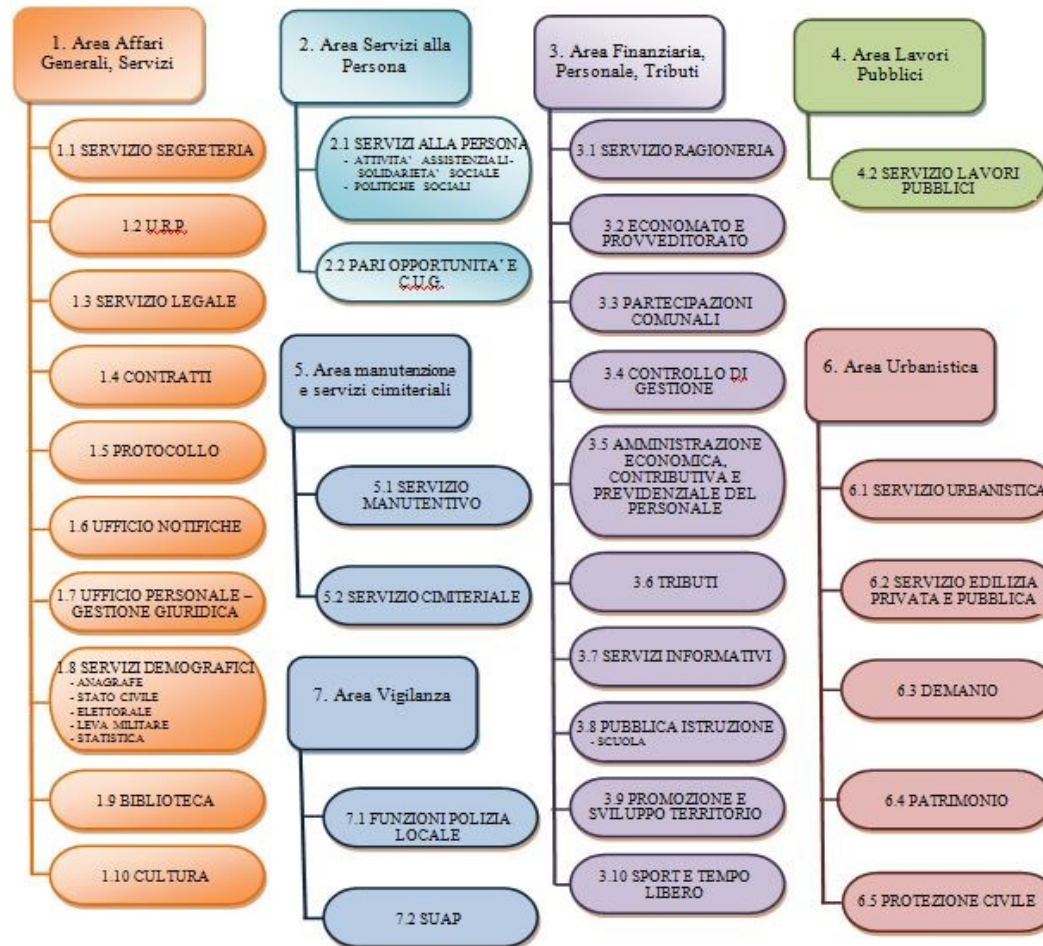 1. Area Affari
Generali, Servizi
1.1 SERVIZIO SEGRETERIA
1.2 U.R.P.
1.3 SERVIZIO LEGALE
1.4 CONTRATTI
1.5 PROTOCOLLO
1.6 UFFICIO NOTIFICHE
1.7 UFFICIO PERSONALE –
GESTIONE GIURIDICA
1.8 SERVIZI DEMOGRAFICI
- ANAGRAFE
- STATO CIVILE
- ELETTORALE
- LEVA MILITARE
- STATISTICA
1.9 BIBLIOTECA
1.10 CULTURA
2. Area Servizi alla
Persona
2.1 SERVIZI ALLA PERSONA
- ATTIVITA' ASSISTENZIALI-
SOLIDARIETA' SOCIALE
- POLITICHE SOCIALI
2.2 PARI OPPORTUNITA' E
C.U.G.
5. Area manutenzione
e servizi cimiteriali
5.1 SERVIZIO
MANUTENTIVO
5.2 SERVIZIO CIMITERIALE
7. Area Vigilanza
7.1 FUNZIONI POLIZIA
LOCALE
7.2 SUAP
3. Area Finanziaria,
Personale, Tributi
3.1 SERVIZIO RAGIONERIA
3.2 ECONOMATO E
PROVVEDITORATO
3.3 PARTECIPAZIONI
COMUNALI
3.4 CONTROLLO DI
GESTIONE
3.5 AMMINISTRAZIONE
ECONOMICA,
CONTRIBUTIVA E
PREVIDENZIALE DEL
PERSONALE
3.6 TRIBUTI
3.7 SERVIZI INFORMATIVI
3.8 PUBBLICA ISTRUZIONE
- SCUOLA
3.9 PROMOZIONE E
SVILUPPO TERRITORIO
3.10 SPORT E TEMPO
LIBERO
4. Area Lavori
Pubblici
4.2 SERVIZIO LAVORI
PUBBLICI
6. Area Urbanistica
6.1 SERVIZIO URBANISTICA
6.2 SERVIZIO EDILIZIA
PRIVATA E PUBBLICA
6.3 DEMANIO
6.4 PATRIMONIO
6.5 PROTEZIONE CIVILE